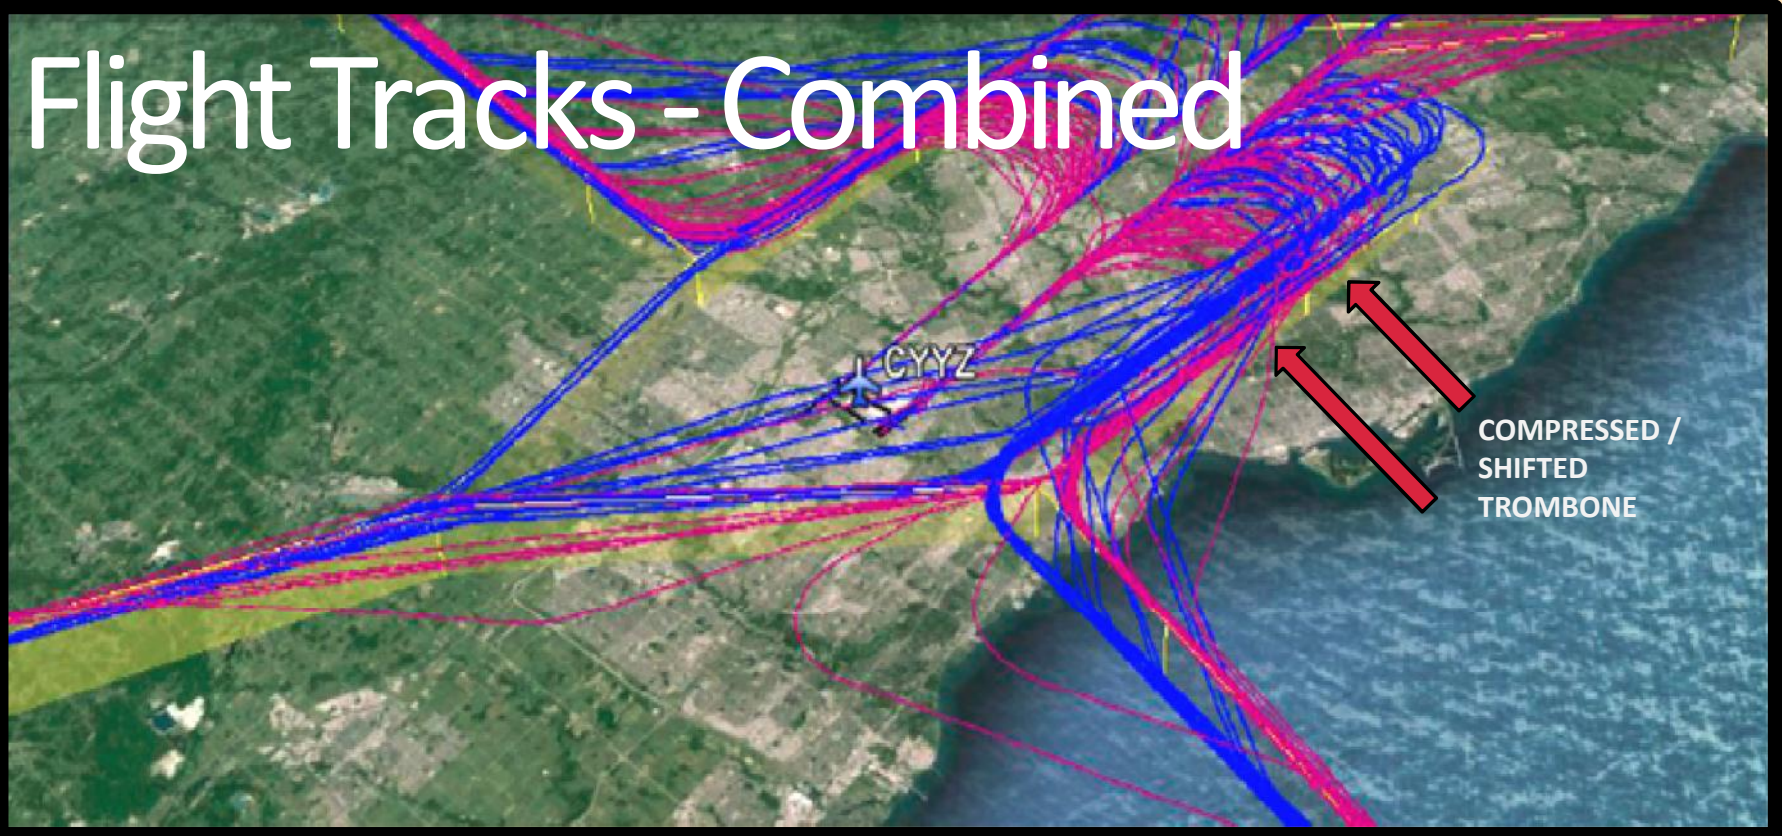 Flight Tracks - Combined
CYYZ
COMPRESSED /
SHIFTED
TROMBONE